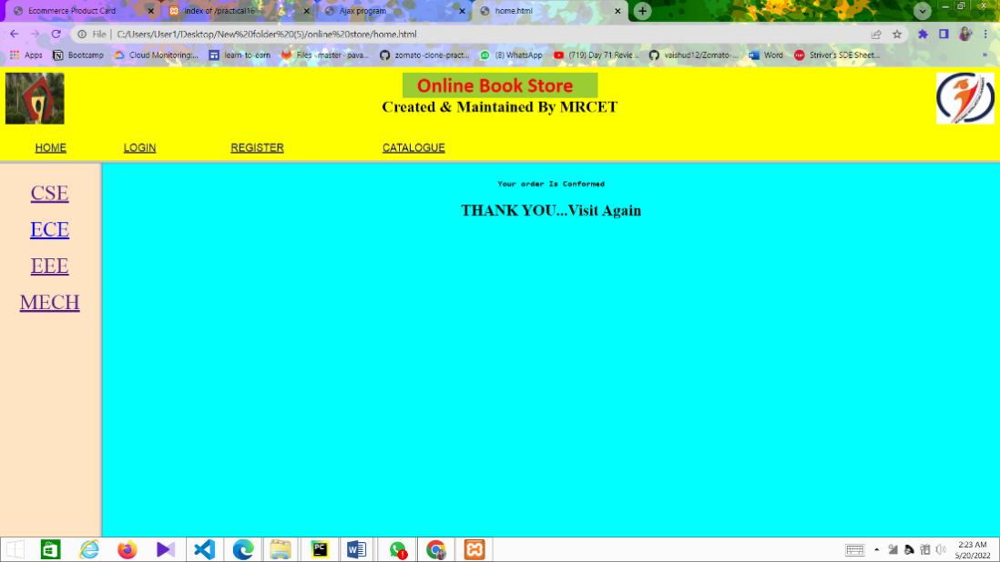 Ecommerce Product Card
Index of /practical16
Ajax program
home.html
File | C:/Users/User1/Desktop/New%20folder%20(5)/online%20store/home.html
Apps
Bootcamp
Cloud Monitoring:...
learn-to-earn
Files · master · pava...
zomato-clone-pract...
(8) WhatsApp
(719) Day 71 Revie...
vaishud12/Zomato-...
Word
Striver's SDE Sheet...
»
Online Book Store
Created & Maintained By MRCET
HOME LOGIN REGISTER CATALOGUE
CSE
ECE
EEE
MECH
Your order Is Conformed
THANK YOU...Visit Again
2:23 AM
5/20/2022